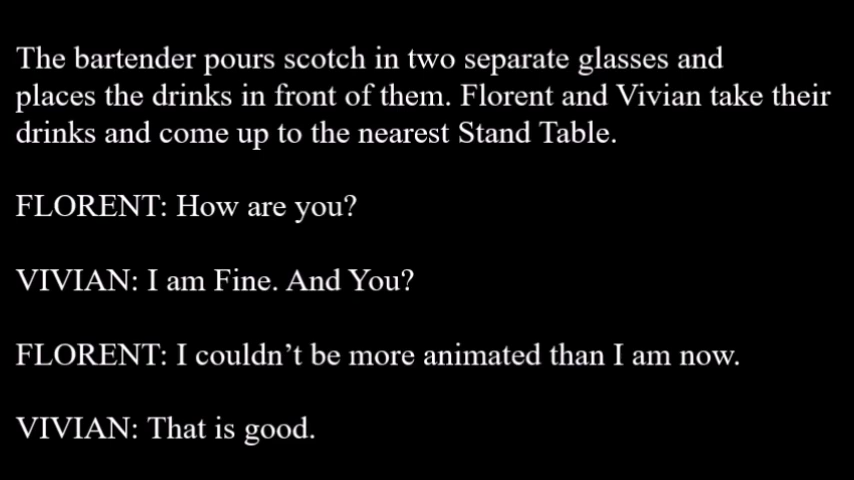 The bartender pours scotch in two separate glasses and
places the drinks in front of them. Florent and Vivian take their
drinks and come up to the nearest Stand Table.
FLORENT: How are you?
VIVIAN: I am Fine. And You?
FLORENT: I couldn’t be more animated than I am now.
VIVIAN: That is good.